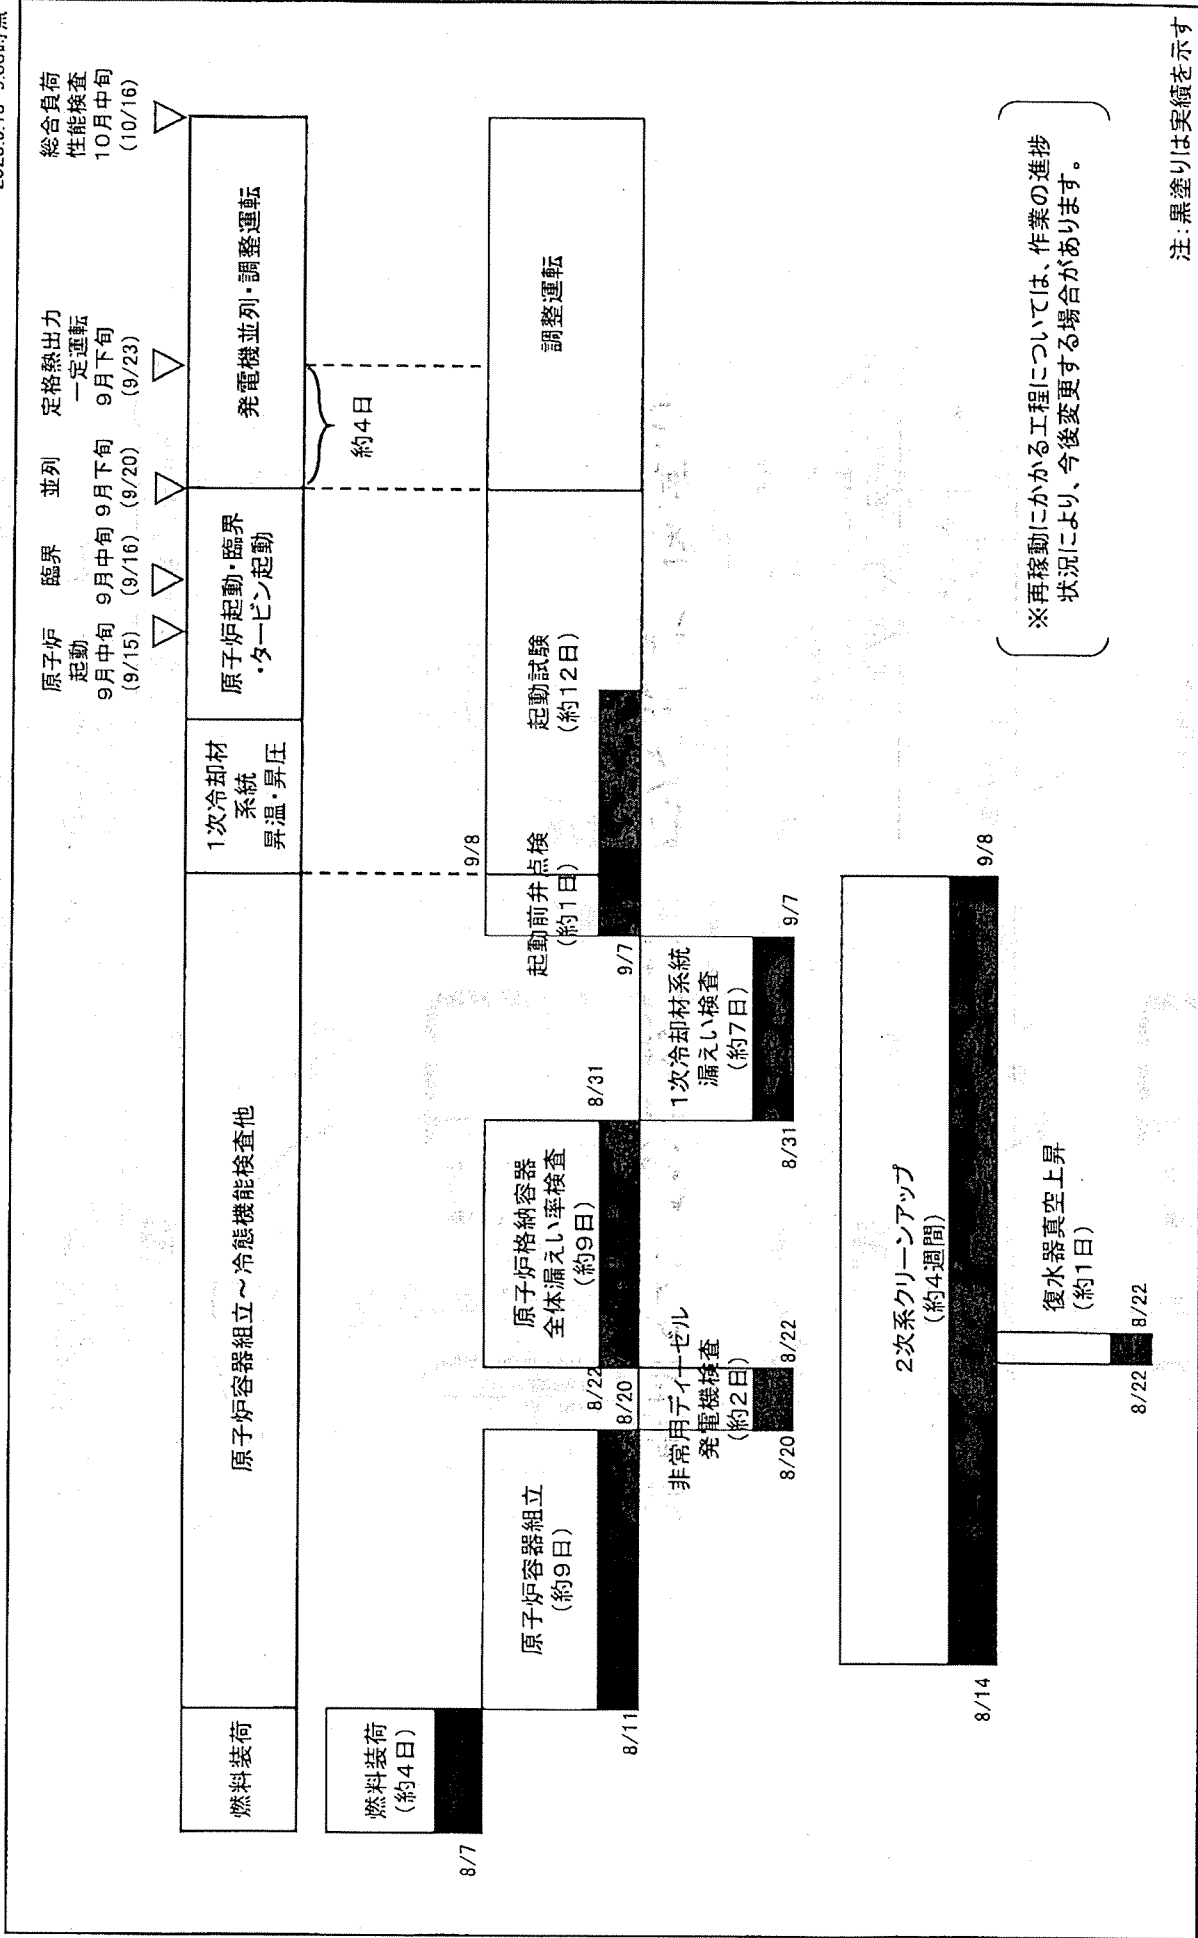 総合負荷
性能検査
10月中旬
(10/16)
定格熱出力
一定運転
9月下旬
(9/23)
並列
9月下旬
(9/20)
臨界
9月中旬
(9/16)
原子炉
起動
9月中旬
(9/15)
燃料装荷
原子炉容器組立～冷態機能検査他
1次冷却材
系統
昇温・昇圧
原子炉起動・臨界
・タービン起動
発電機並列・調整運転
約4日
燃料装荷
(約4日)
8/7
原子炉容器組立
(約9日)
8/11
8/20
非常用ディーゼル
発電機検査
(約2日)
8/20
8/22
原子炉格納容器
全体漏えい率検査
(約9日)
8/22
8/31
1次冷却材系統
漏えい検査
(約7日)
8/31
9/7
起動前弁点検
(約1日)
9/7
9/8
起動試験
(約12日)
調整運転
2次系クリーンアップ
(約4週間)
8/14
9/8
復水器真空上昇
(約1日)
8/22
8/22
※再稼動にかかる工程については、作業の進捗
状況により、今後変更する場合があります。
注:黒塗りは実績を示す